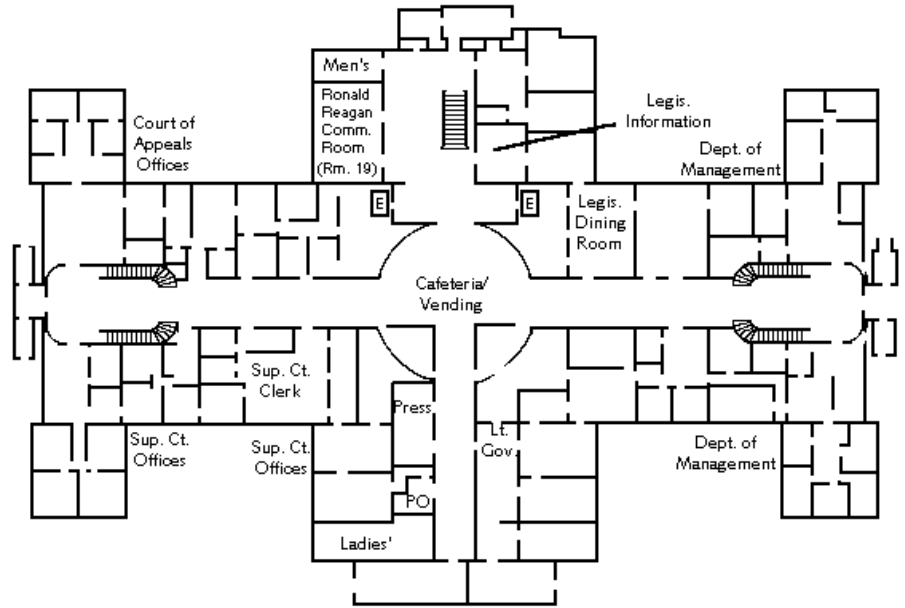 Men's
Ronald
Reagan
Comm.
Room
(Rm. 19)
Legis.
Information
Court of
Appeals
Offices
Dept. of
Management
E
E
Legis.
Dining
Room
Cafeteria/
Vending
Sup. Ct.
Clerk
Press
Sup. Ct.
Offices
Sup. Ct.
Offices
Lt.
Gov.
Dept. of
Management
PO
Ladies'